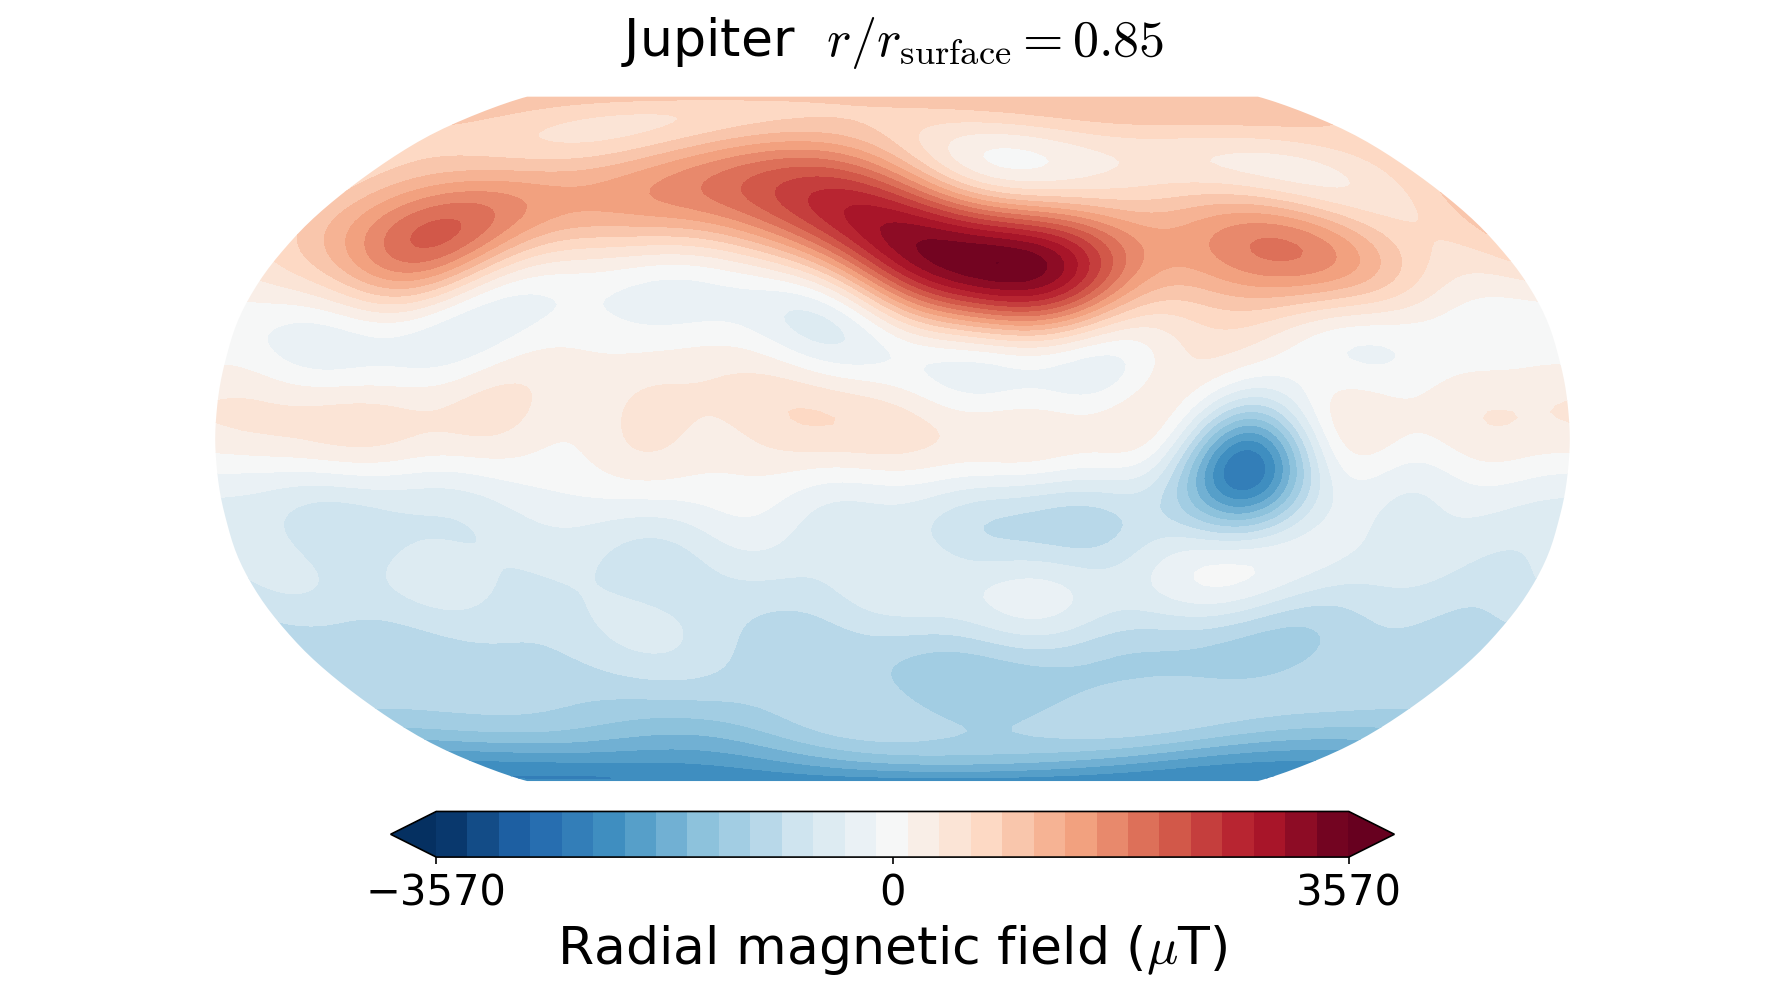 Jupiter r/r_surface = 0.85
−3570 0 3570
Radial magnetic field (μT)